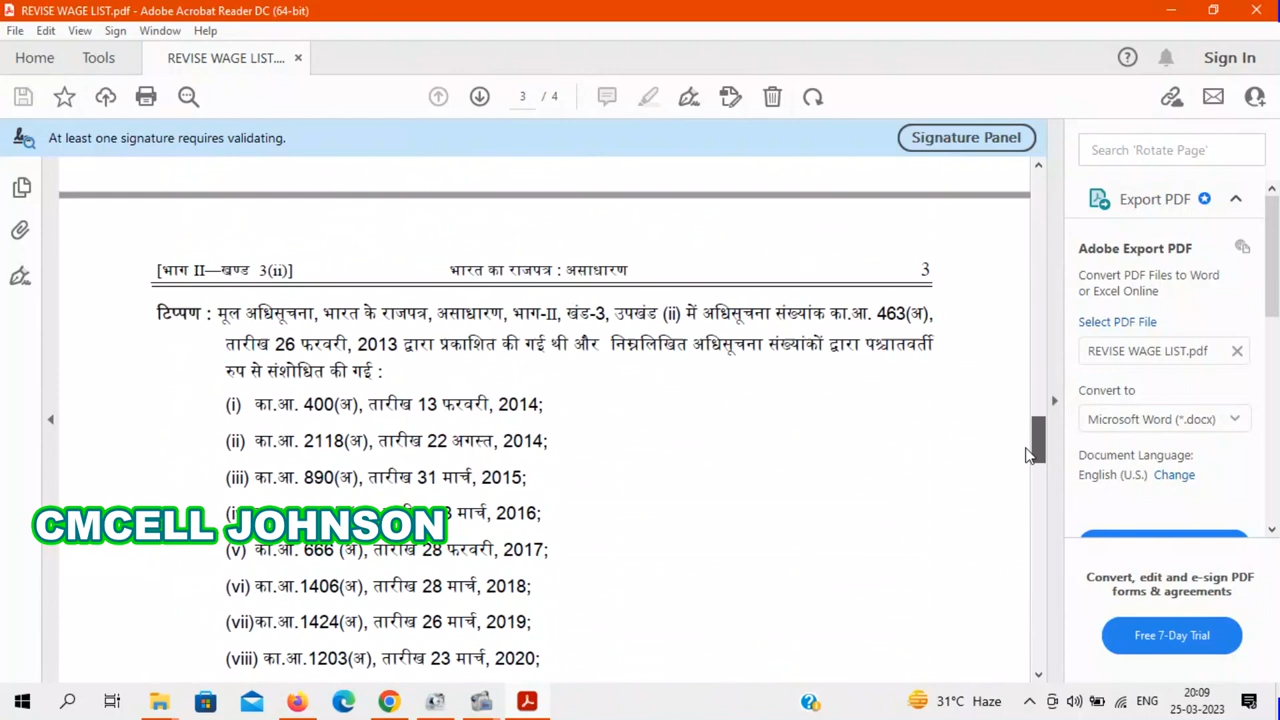 REVISE WAGE LIST.pdf - Adobe Acrobat Reader DC (64-bit)
File Edit View Sign Window Help
Home Tools REVISE WAGE LIST.... × Sign In
3 / 4
At least one signature requires validating. Signature Panel
Search 'Rotate Page'
Export PDF
Adobe Export PDF
Convert PDF Files to Word
or Excel Online
Select PDF File
REVISE WAGE LIST.pdf
Convert to
Microsoft Word (*.docx)
Document Language:
English (U.S.) Change
Convert, edit and e-sign PDF
forms & agreements
Free 7-Day Trial
[भाग II—खण्ड 3(ii)] भारत का राजपत्र : असाधारण 3
टिप्पण : मूल अधिसूचना, भारत के राजपत्र, असाधारण, भाग-II, खंड-3, उपखंड (ii) में अधिसूचना संख्यांक का.आ. 463(अ),
तारीख 26 फरवरी, 2013 द्वारा प्रकाशित की गई थी और निम्नलिखित अधिसूचना संख्यांकों द्वारा पश्चातवर्ती
रुप से संशोधित की गई :
(i) का.आ. 400(अ), तारीख 13 फरवरी, 2014;
(ii) का.आ. 2118(अ), तारीख 22 अगस्त, 2014;
(iii) का.आ. 890(अ), तारीख 31 मार्च, 2015;
मार्च, 2016;
(v) का.आ. 666 (अ), तारीख 28 फरवरी, 2017;
(vi) का.आ.1406(अ), तारीख 28 मार्च, 2018;
(vii)का.आ.1424(अ), तारीख 26 मार्च, 2019;
(viii) का.आ.1203(अ), तारीख 23 मार्च, 2020;
CMCELL JOHNSON
31°C Haze ENG 20:09
25-03-2023